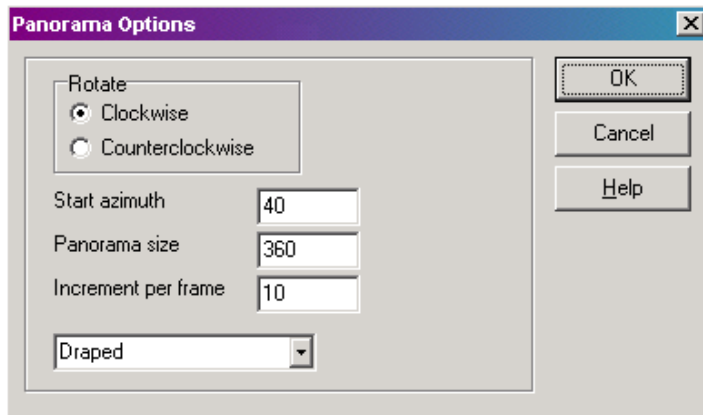 Panorama Options
Rotate
Clockwise
Counterclockwise
Start azimuth 40
Panorama size 360
Increment per frame 10
Draped
OK
Cancel
Help